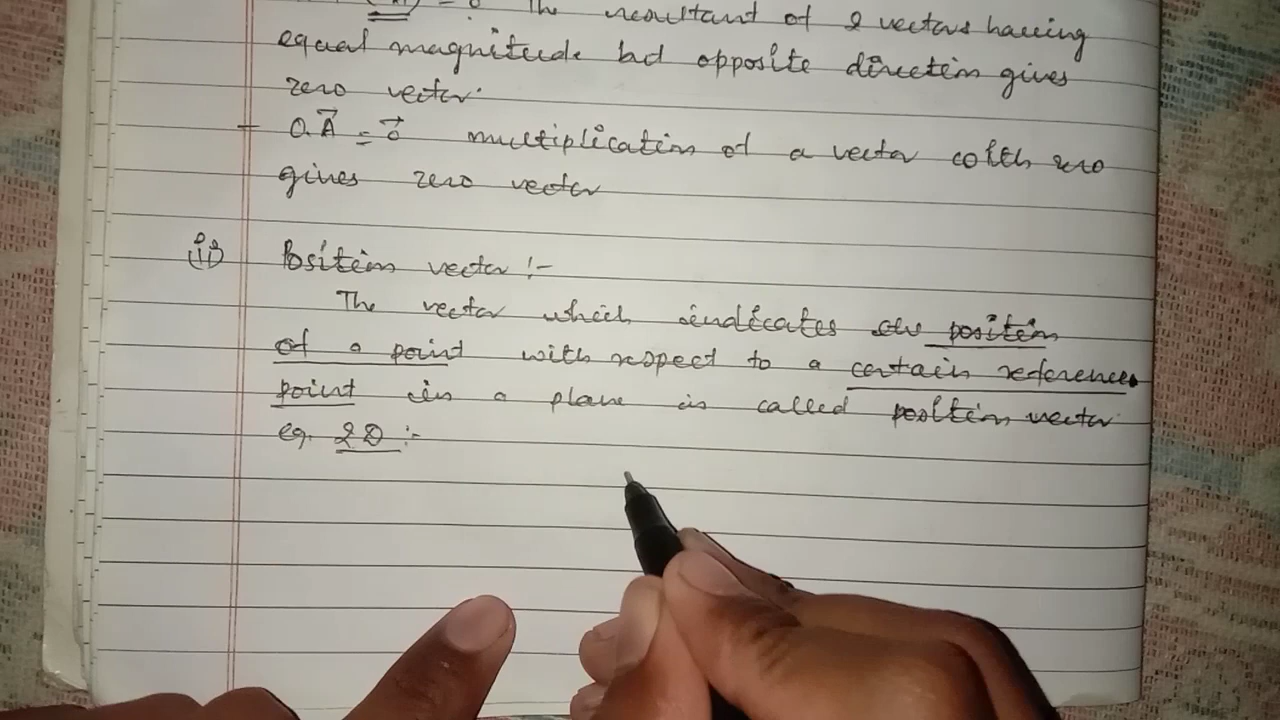 = 0 The resultant of 2 vectors having
equal magnitude bd opposite direction gives
zero vector.
- 0.A⃗ = 0⃗ multiplication of a vector with zero
gives zero vector
(ii) Position vector :-
The vector which indicates position
of a point with respect to a certain reference
point in a plane is called position vector
eg. 2D :-